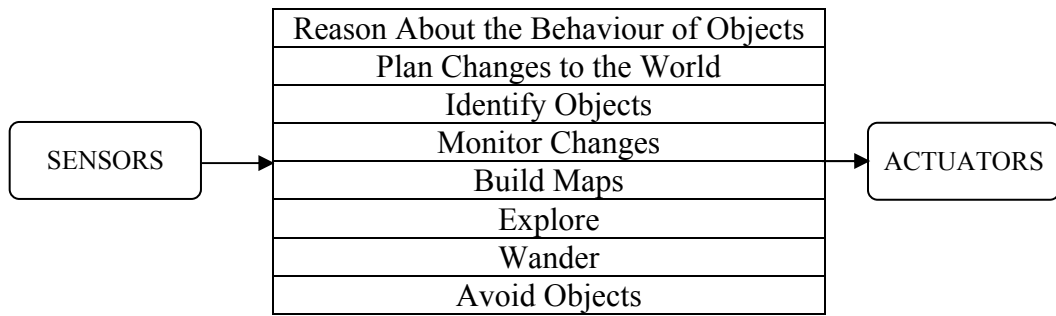 Reason About the Behaviour of Objects
Plan Changes to the World
Identify Objects
SENSORS
Monitor Changes
ACTUATORS
Build Maps
Explore
Wander
Avoid Objects